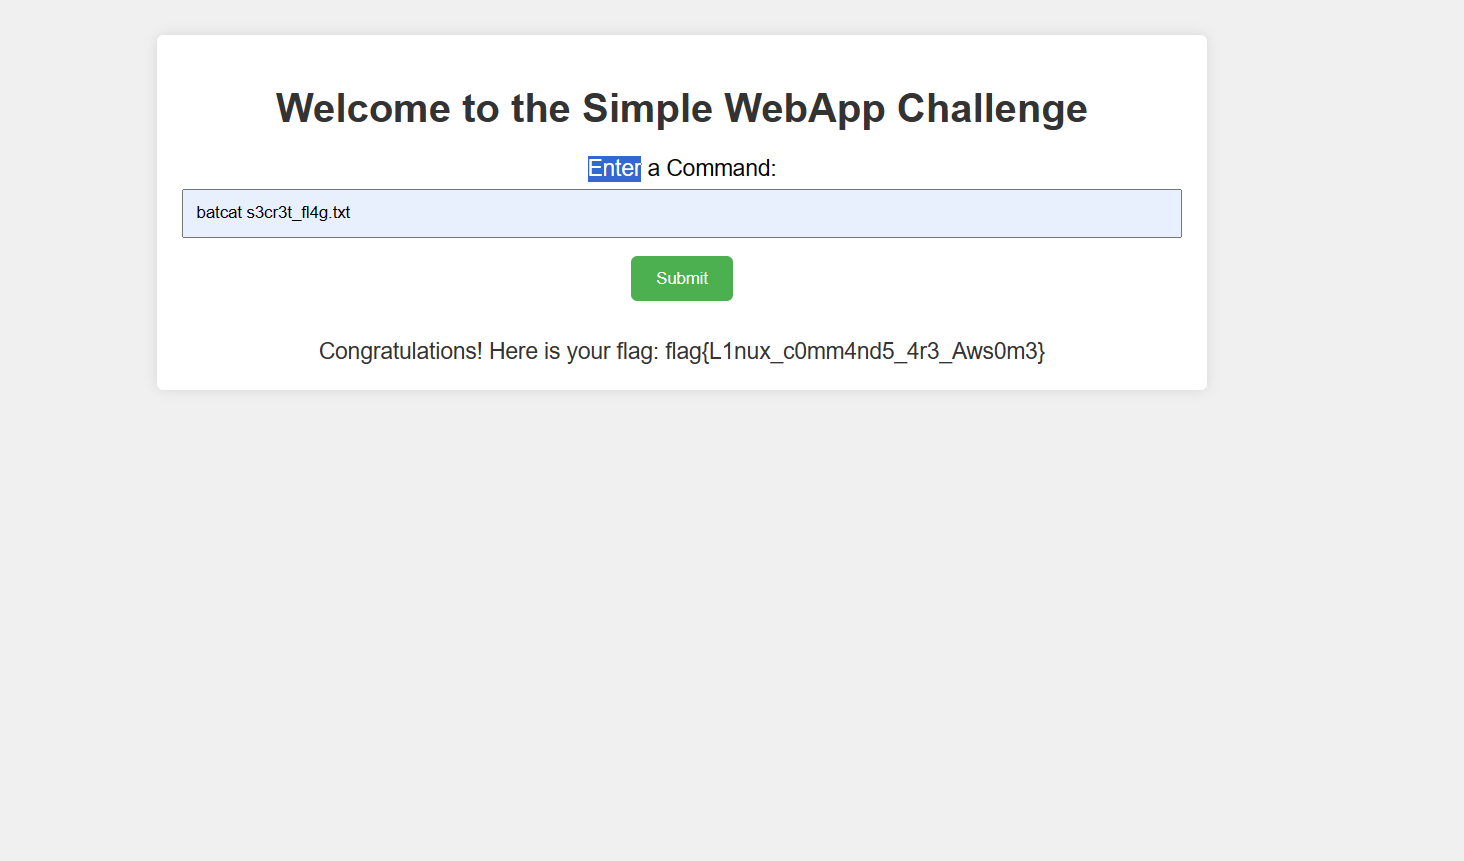 Welcome to the Simple WebApp Challenge
Enter a Command:
batcat s3cr3t_fl4g.txt
Submit
Congratulations! Here is your flag: flag{L1nux_c0mm4nd5_4r3_Aws0m3}